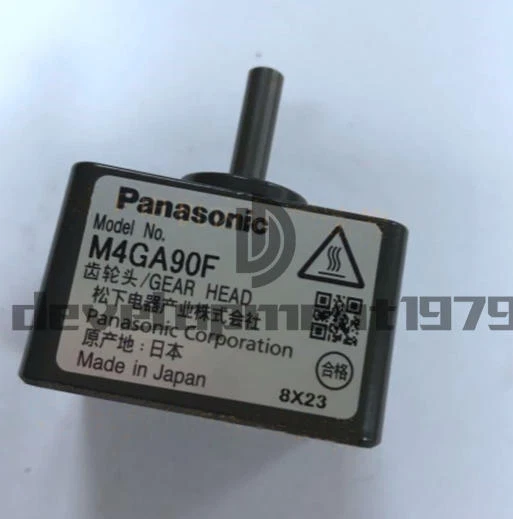 Panasonic
Model No.
M4GA90F
齿轮头/GEAR HEAD
松下电器产业株式会社
Panasonic Corporation
原产地:日本
Made in Japan
合格
8X23
development1979